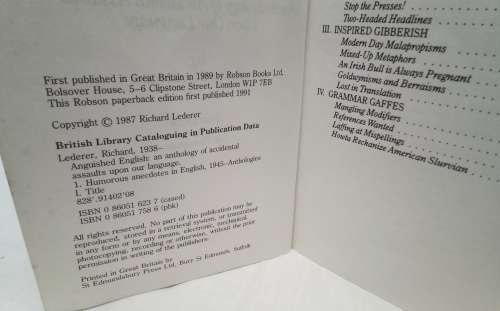 First published in Great Britain in 1989 by Robson Books Ltd,
Bolsover House, 5–6 Clipstone Street, London W1P 7EB
This Robson paperback edition first published 1991
Copyright © 1987 Richard Lederer
British Library Cataloguing in Publication Data
Lederer, Richard, 1938–
Anguished English: an anthology of accidental
assaults upon our language.
1. Humorous anecdotes in English, 1945–Anthologies
I. Title
828'.91402'08
ISBN 0 86051 623 7 (cased)
ISBN 0 86051 758 6 (pbk)
All rights reserved. No part of this publication may be
reproduced, stored in a retrieval system, or transmitted
in any form or by any means, electronic, mechanical,
photocopying, recording or otherwise, without the prior
permission in writing of the publishers.
Printed in Great Britain by
St Edmundsbury Press Ltd, Bury St Edmunds, Suffolk
Stop the Presses! . . . . . . . . .
Two-Headed Headlines . . . . . . . .
III. INSPIRED GIBBERISH
Modern Day Malapropisms . . . . . . .
Mixed-Up Metaphors . . . . . . . . .
An Irish Bull is Always Pregnant . . . .
Goldwynisms and Berraisms . . . . . .
Lost in Translation . . . . . . . . .
IV. GRAMMAR GAFFES
Mangling Modifiers . . . . . . . . .
References Wanted . . . . . . . . .
Laffing at Mispellings . . . . . . . .
Howta Reckanize American Slurvian . . . .